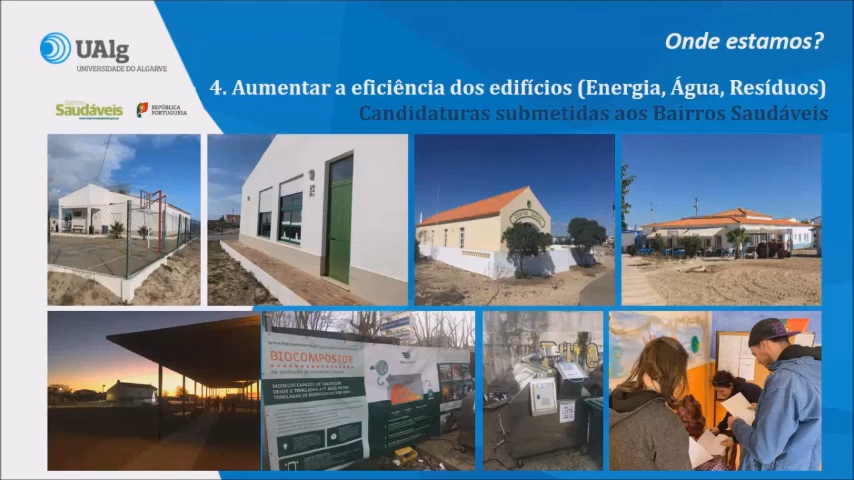 Onde estamos?
UAlg
UNIVERSIDADE DO ALGARVE
4. Aumentar a eficiência dos edifícios (Energia, Água, Resíduos)
Saudáveis
REPÚBLICA
PORTUGUESA
Candidaturas submetidas aos Bairros Saudáveis
BIOCOMPOSTOR